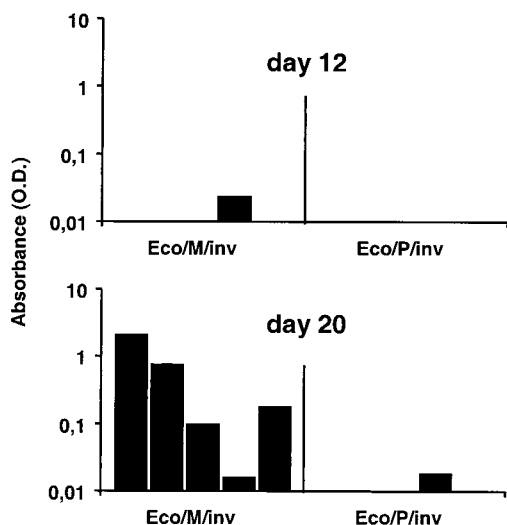 Absorbance (O.D.)
10
day 12
1
0,1
0,01
Eco/M/inv Eco/P/inv
10
day 20
1
0,1
0,01
Eco/M/inv Eco/P/inv